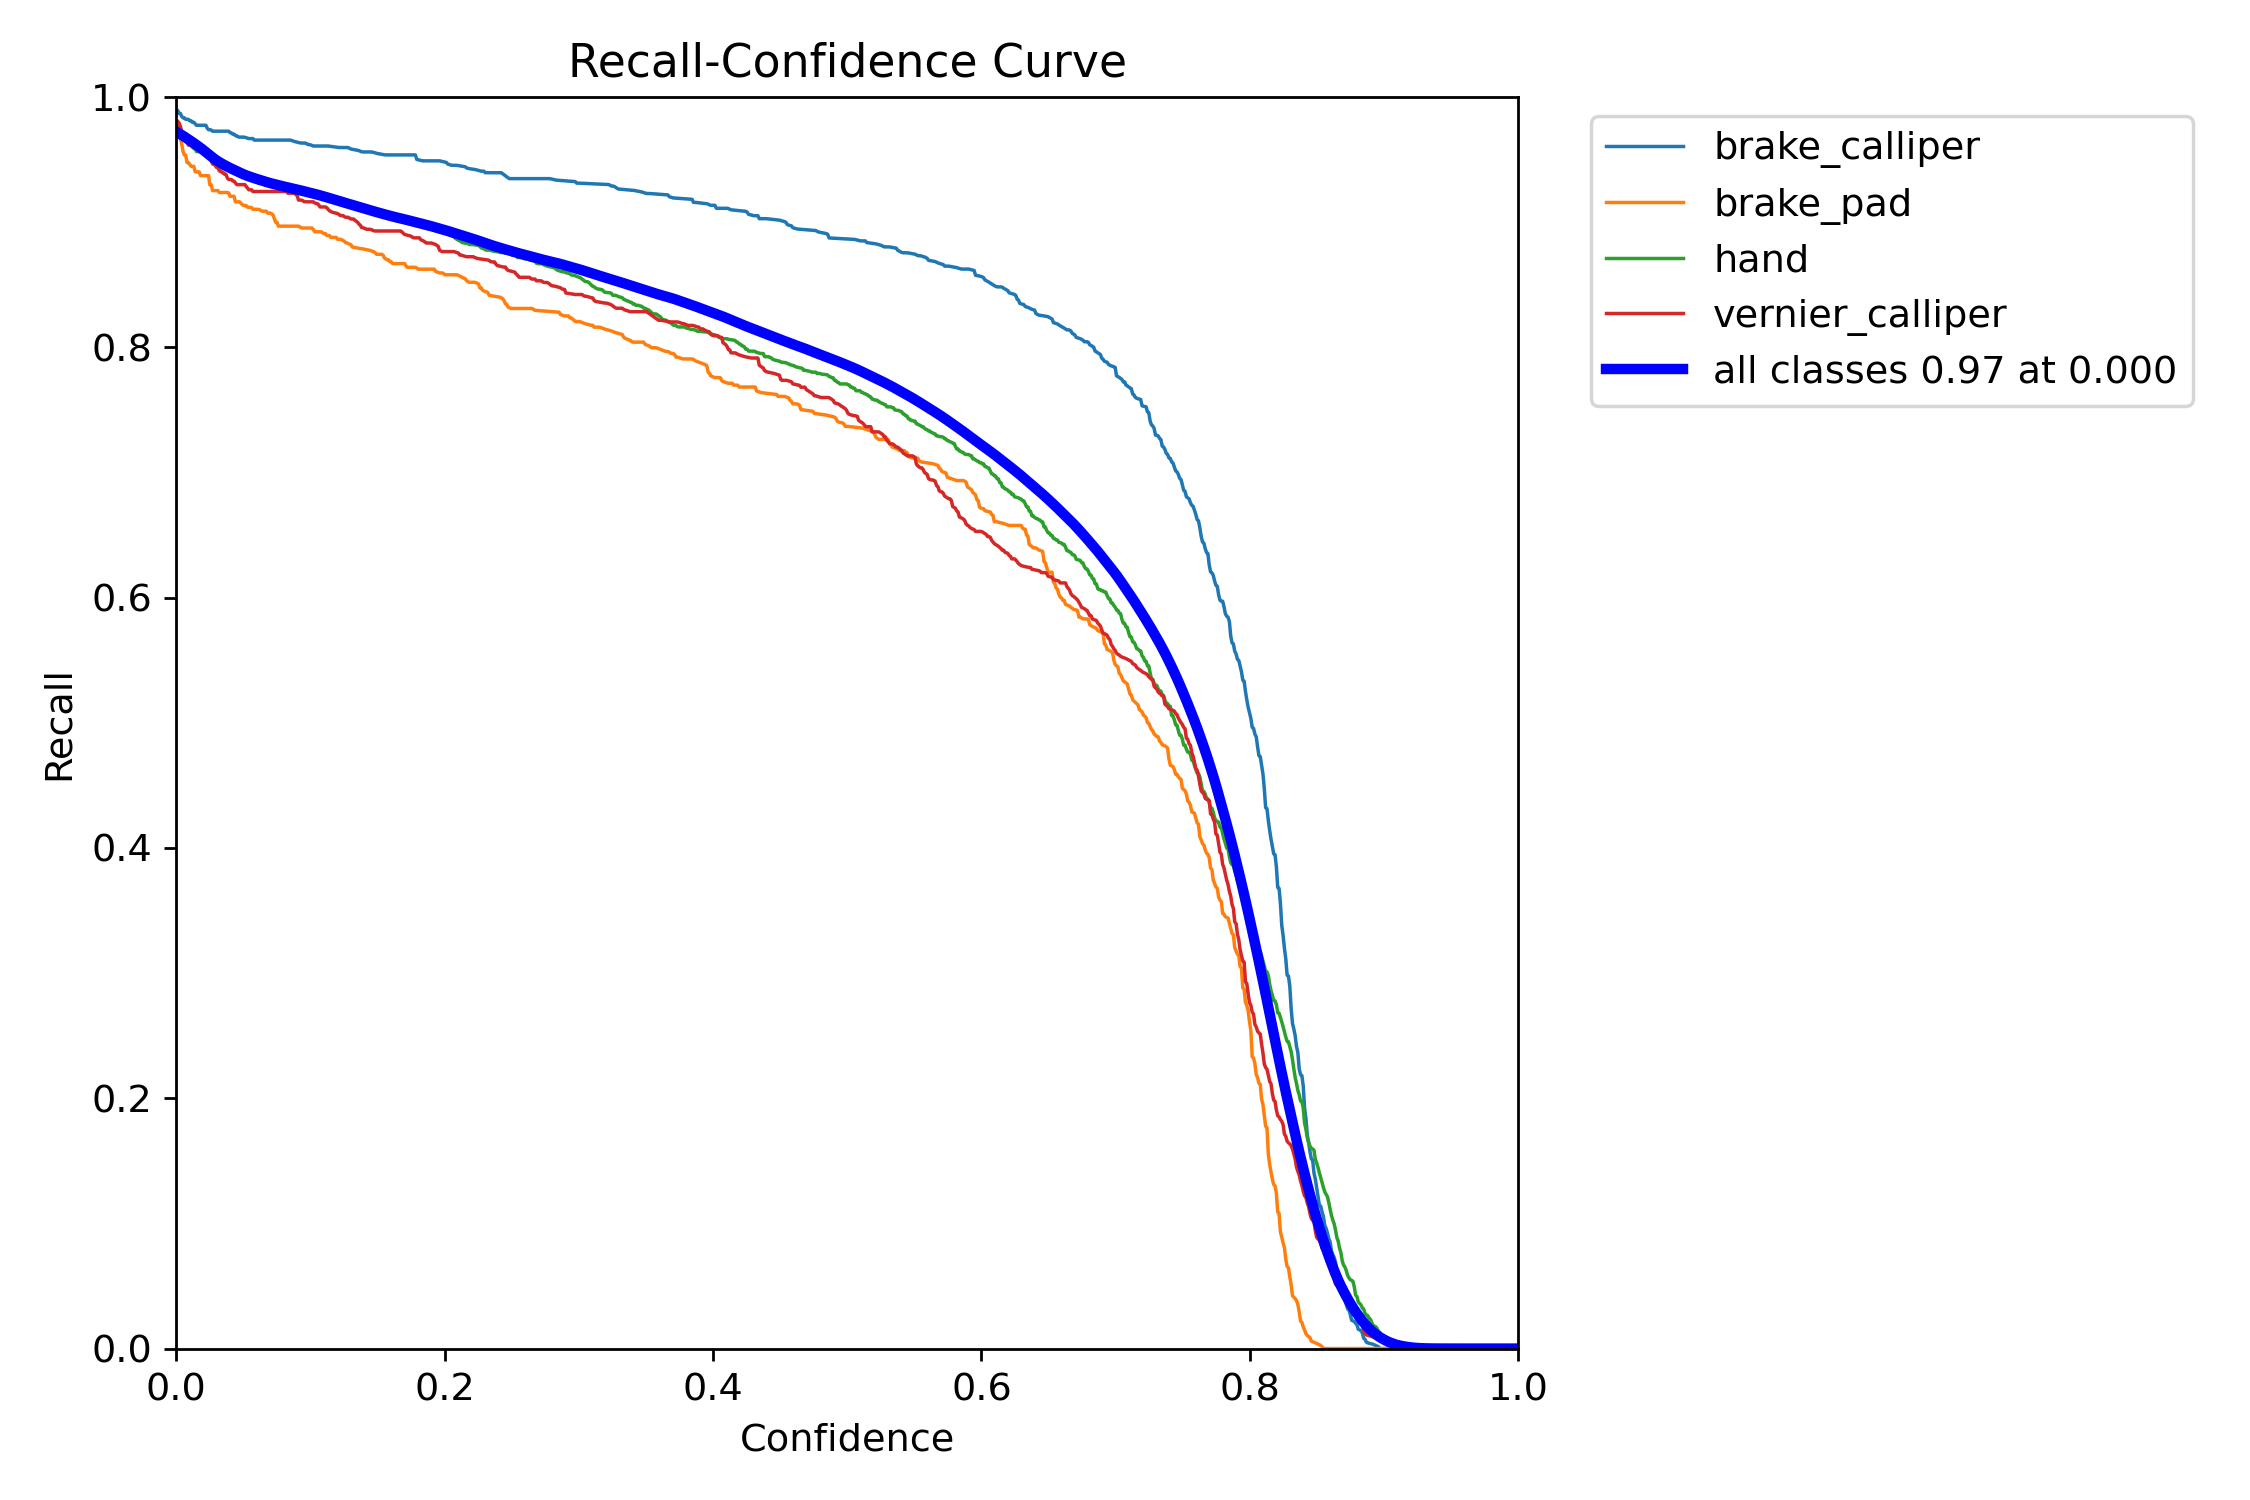 Recall-Confidence Curve
1.0
0.8
0.6
0.4
0.2
0.0
Recall
0.0 0.2 0.4 0.6 0.8 1.0
Confidence
brake_calliper
brake_pad
hand
vernier_calliper
all classes 0.97 at 0.000